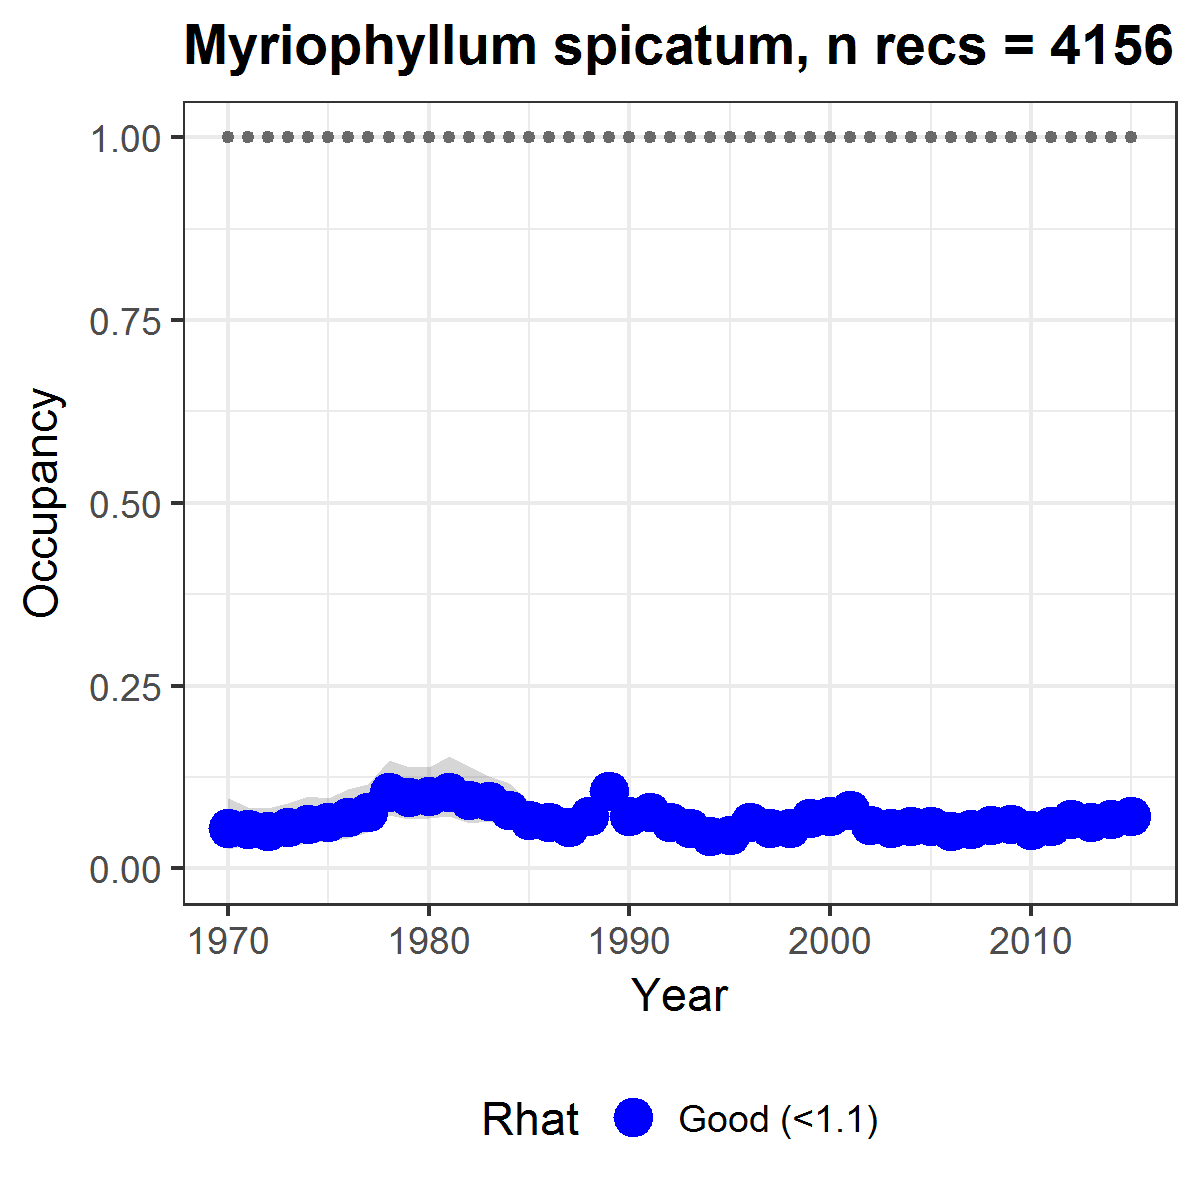 Myriophyllum spicatum, n recs = 4156
1.00
0.75
0.50
0.25
0.00
Occupancy
1970 1980 1990 2000 2010
Year
Rhat Good (<1.1)